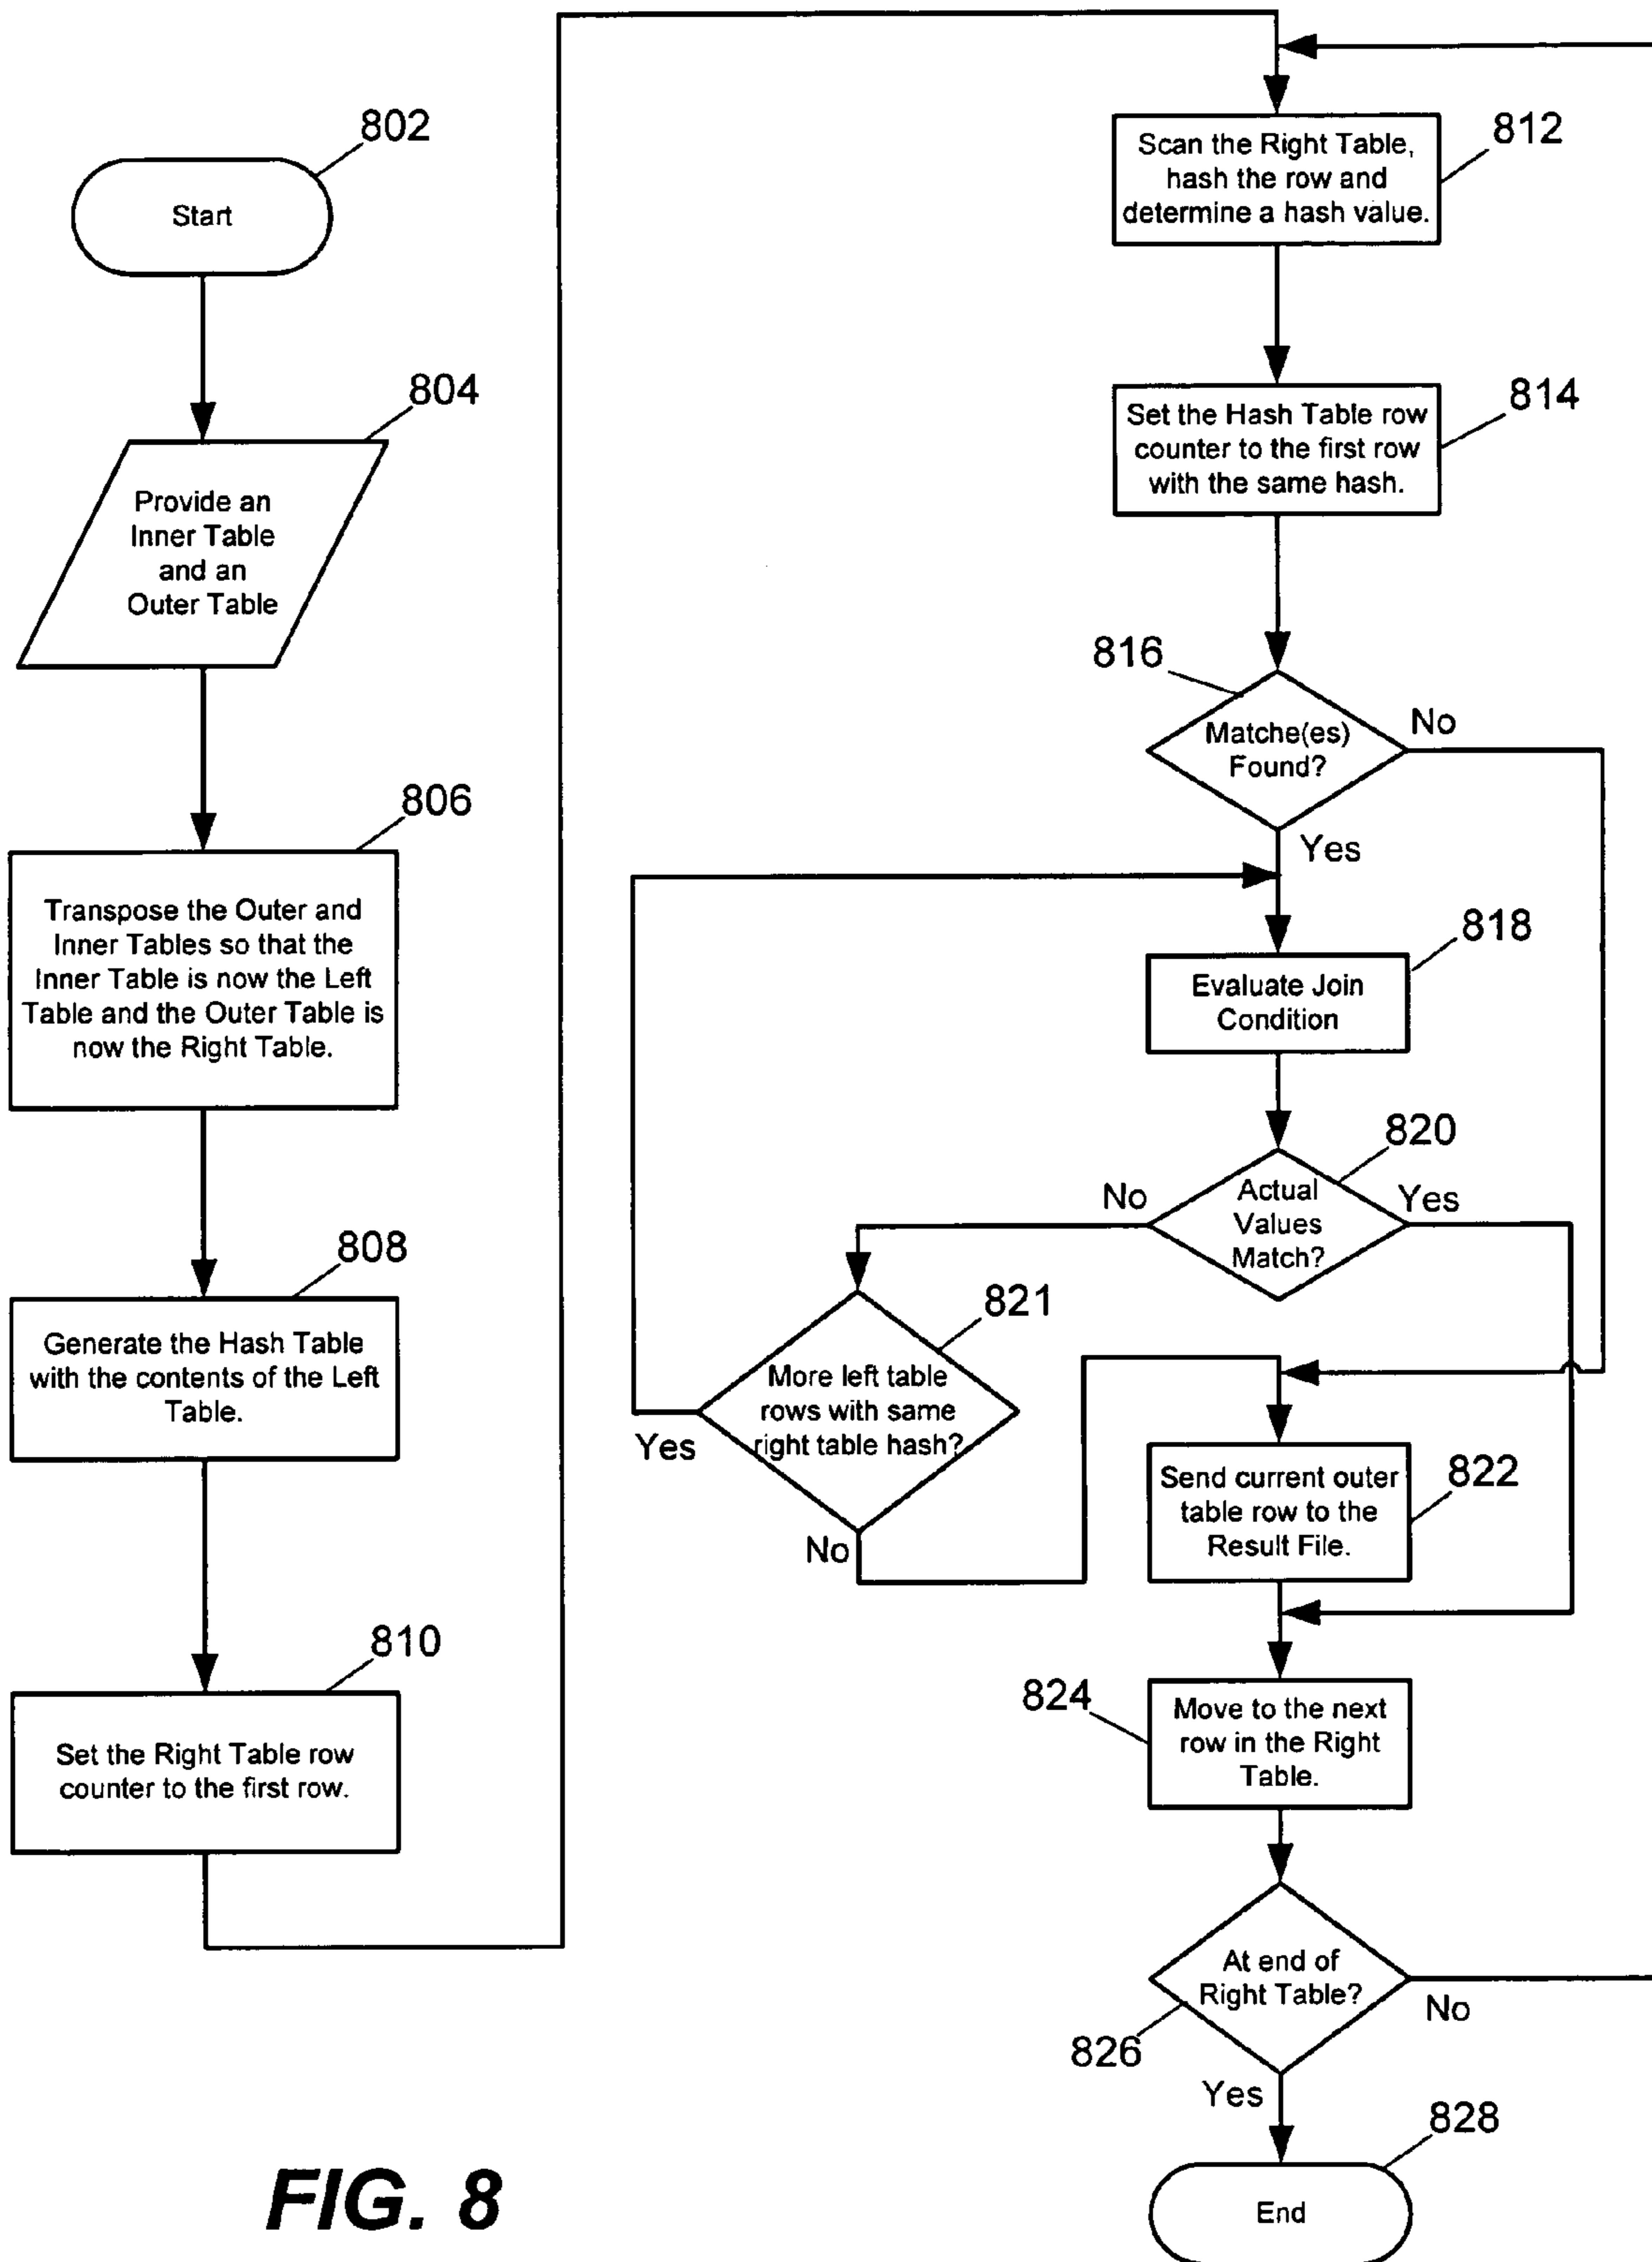 802
Start
804
Provide an
Inner Table
and an
Outer Table
806
Transpose the Outer and
Inner Tables so that the
Inner Table is now the Left
Table and the Outer Table is
now the Right Table.
808
Generate the Hash Table
with the contents of the Left
Table.
810
Set the Right Table row
counter to the first row.
812
Scan the Right Table,
hash the row and
determine a hash value.
814
Set the Hash Table row
counter to the first row
with the same hash.
816
Matche(es)
Found?
No
Yes
818
Evaluate Join
Condition
820
Actual
Values
Match?
No
Yes
821
More left table
rows with same
right table hash?
Yes
No
822
Send current outer
table row to the
Result File.
824
Move to the next
row in the Right
Table.
At end of
Right Table?
826
No
Yes
828
End
FIG. 8